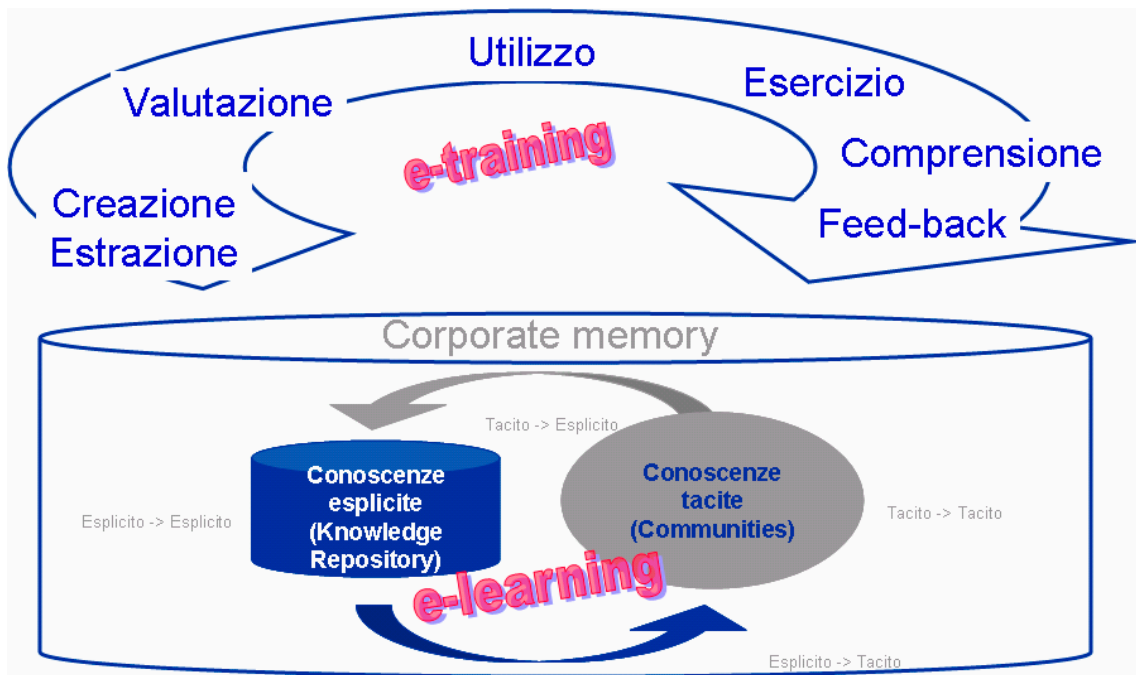 Utilizzo
Valutazione
Esercizio
e-training
Comprensione
Creazione
Estrazione
Feed-back
Corporate memory
Tacito -> Esplicito
Conoscenze
esplicite
(Knowledge
Repository)
Conoscenze
tacite
(Communities)
Esplicito -> Esplicito
Tacito -> Tacito
e-learning
Esplicito -> Tacito